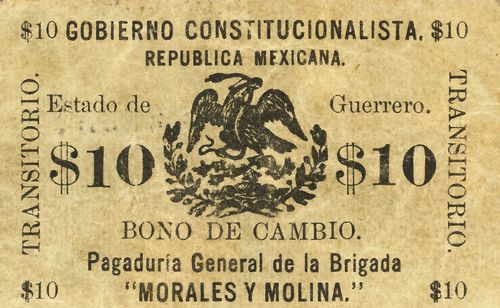 $10 GOBIERNO CONSTITUCIONALISTA. $10
REPUBLICA MEXICANA.
Estado de Guerrero.
TRANSITORIO.
$10 $10
TRANSITORIO.
BONO DE CAMBIO.
Pagaduría General de la Brigada
$10 "MORALES Y MOLINA." $10